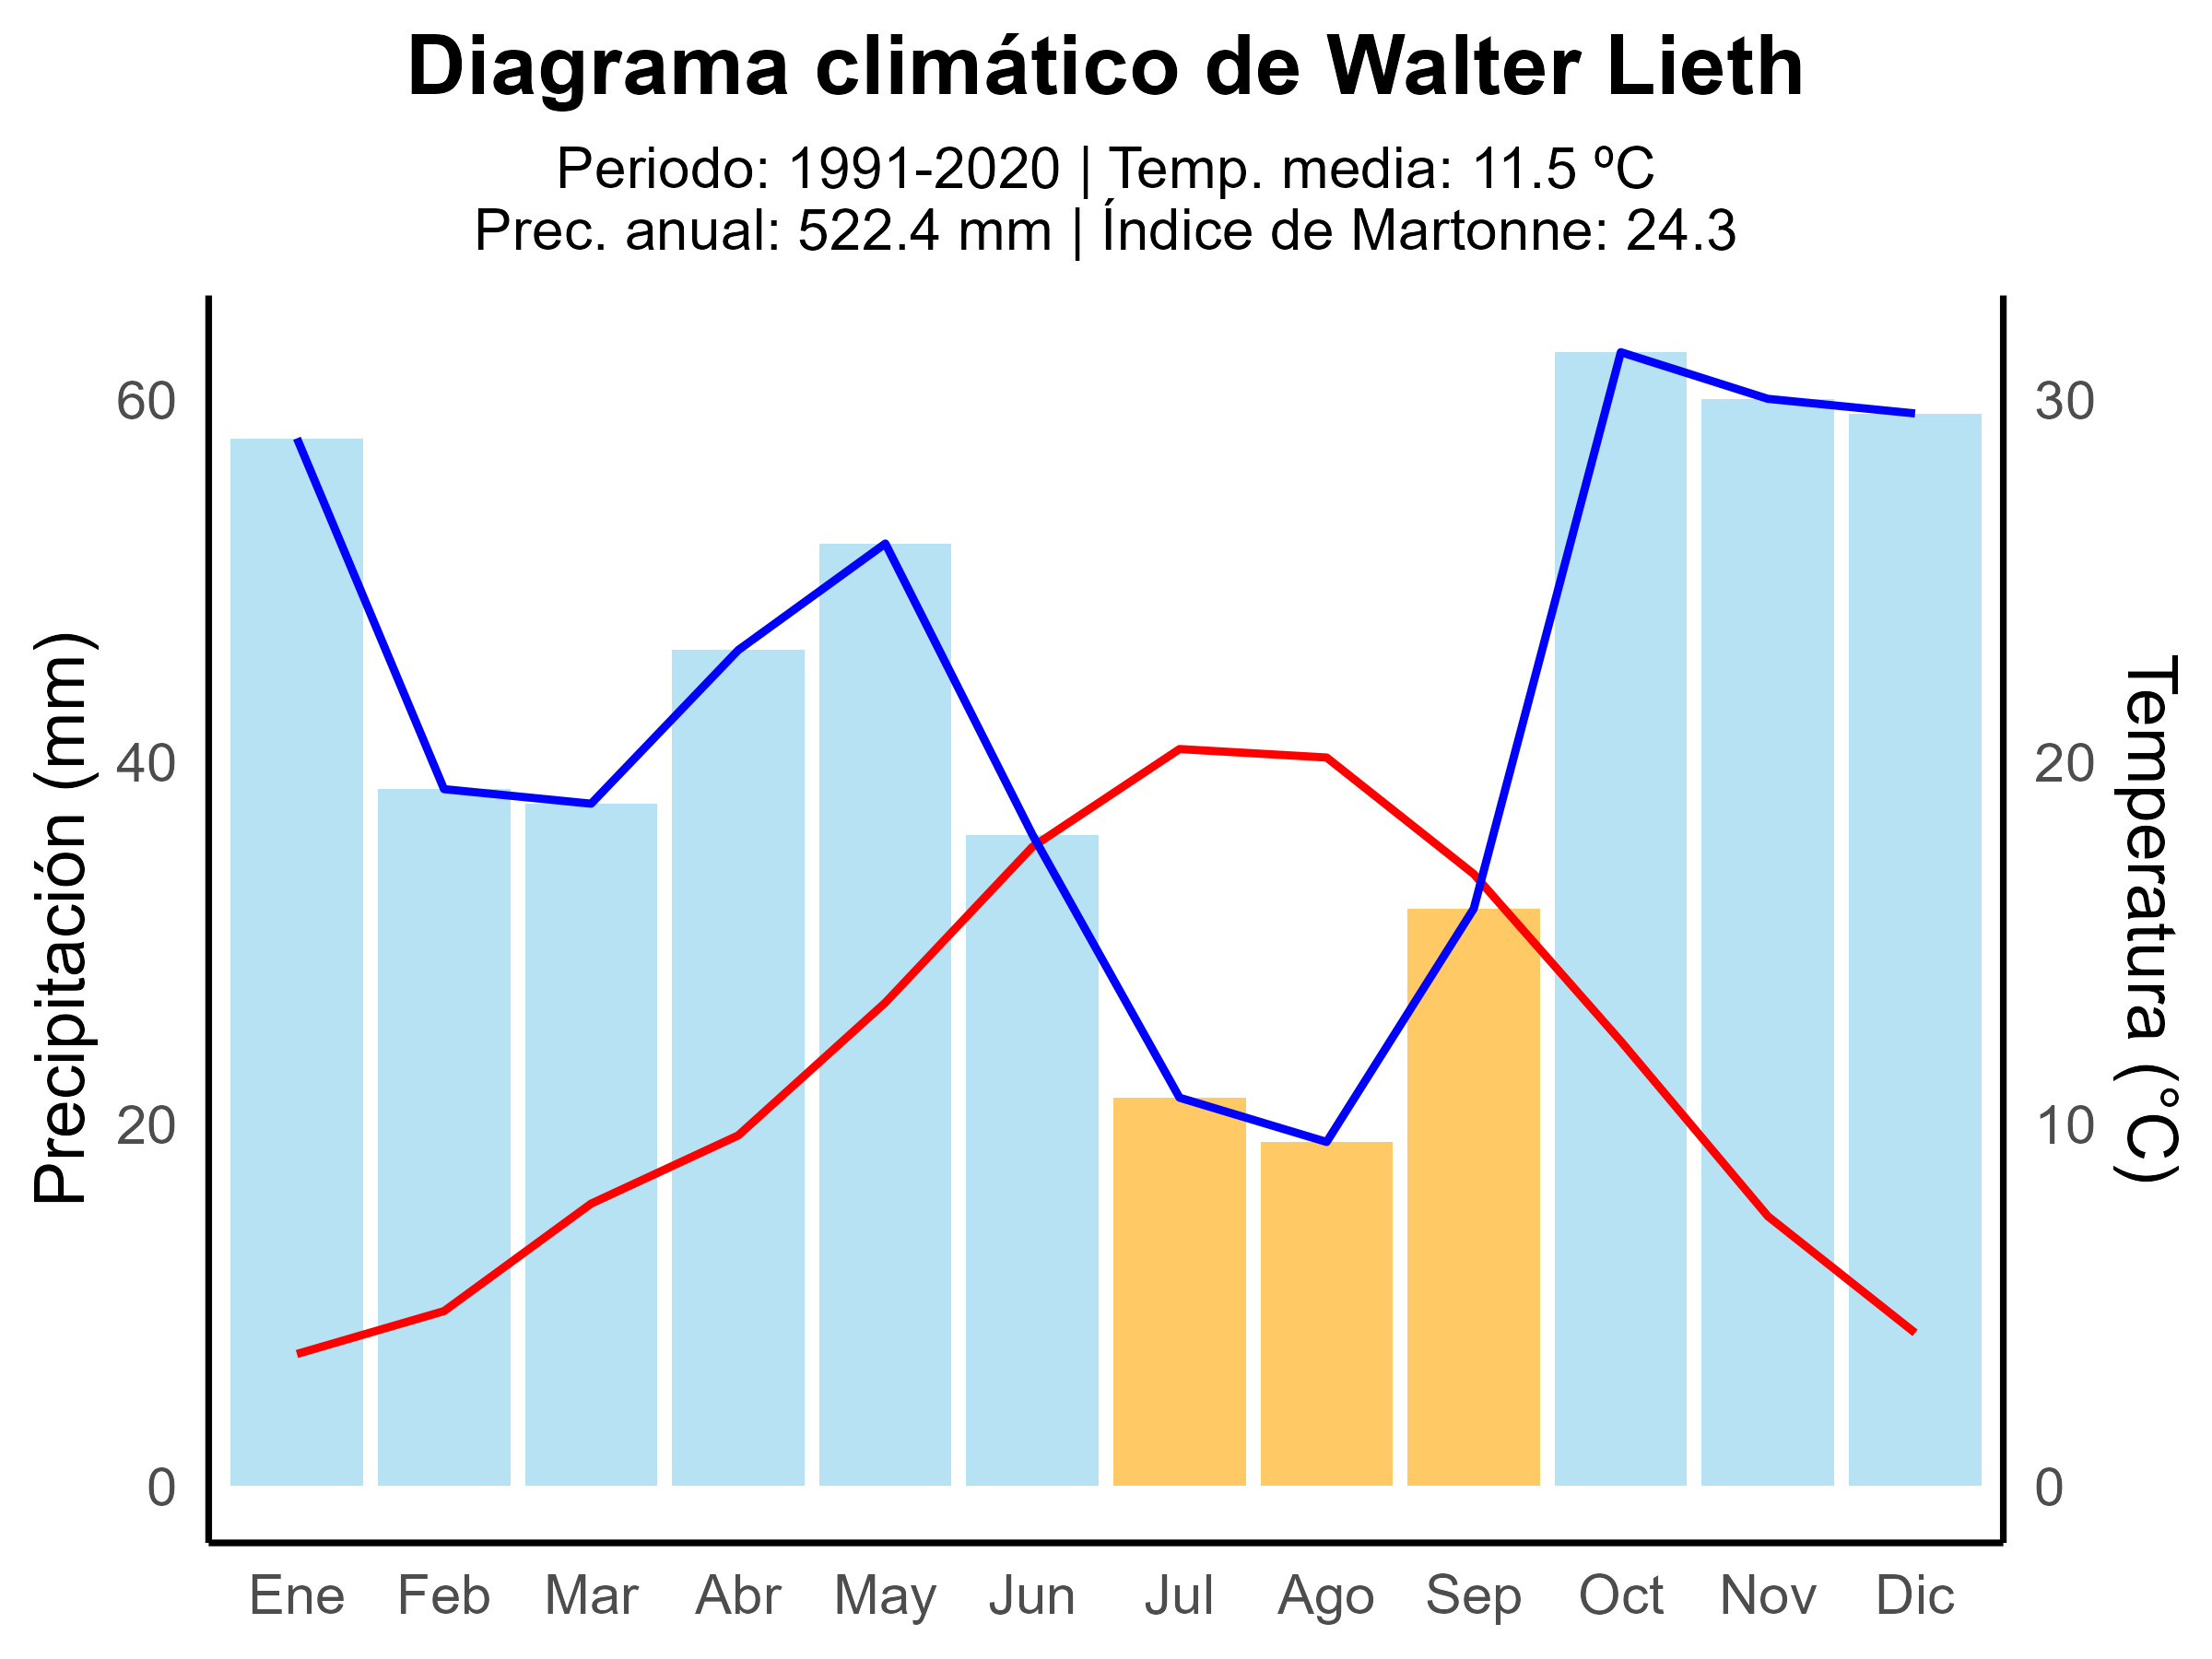 Diagrama climático de Walter Lieth
Periodo: 1991-2020 | Temp. media: 11.5 ºC
Prec. anual: 522.4 mm | Índice de Martonne: 24.3
Precipitación (mm)
60
40
20
0
30
20
10
0
Temperatura (°C)
Ene Feb Mar Abr May Jun Jul Ago Sep Oct Nov Dic